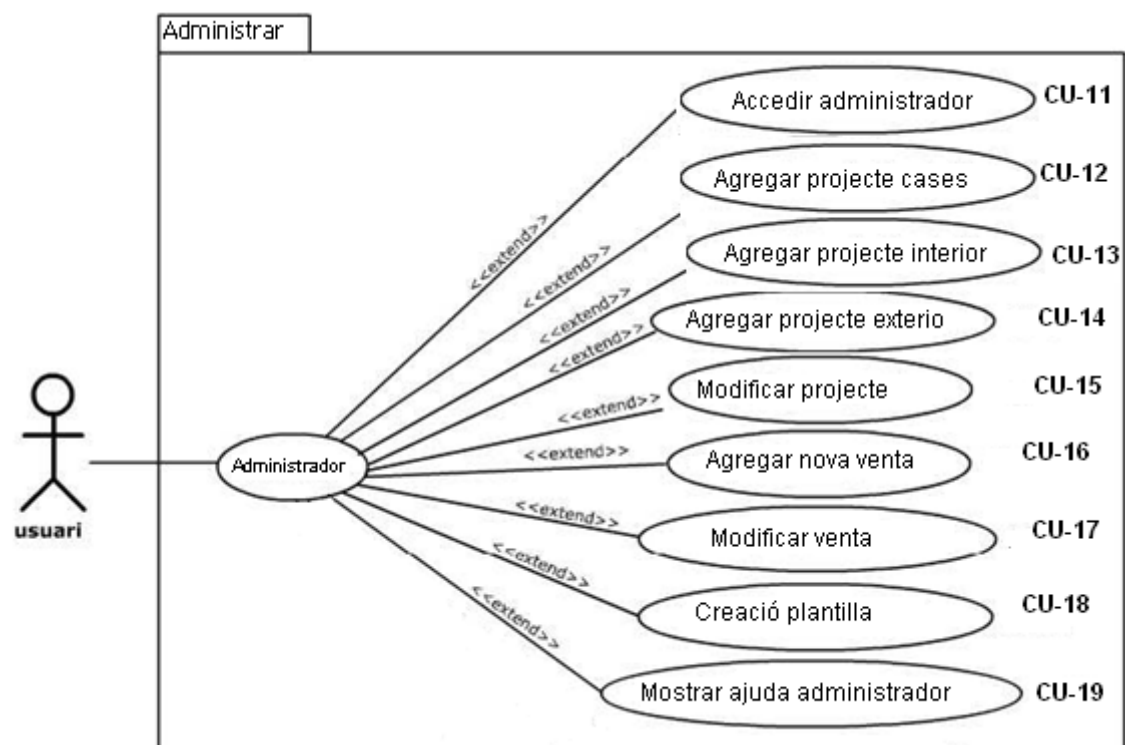 Administrar
Accedir administrador
CU-11
Agregar projecte cases
CU-12
Agregar projecte interior
CU-13
Agregar projecte exterio
CU-14
Modificar projecte
CU-15
Agregar nova venta
CU-16
Modificar venta
CU-17
Creació plantilla
CU-18
Mostrar ajuda administrador
CU-19
<<extend>>
<<extend>>
<<extend>>
<<extend>>
<<extend>>
<<extend>>
<<extend>>
<<extend>>
<<extend>>
Administrador
usuari